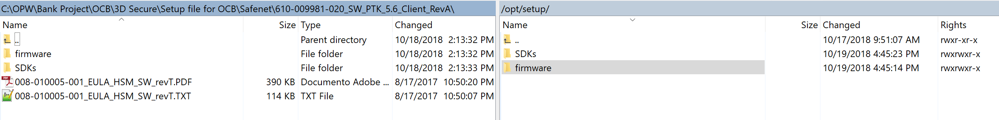 C:\OPW\Bank Project\OCB\3D Secure\Setup file for OCB\Safenet\610-009981-020_SW_PTK_5.6_Client_RevA\
Name Size Type Changed
.. Parent directory 10/18/2018 2:13:32 PM
firmware File folder 10/18/2018 2:13:32 PM
SDKs File folder 10/18/2018 2:13:33 PM
008-010005-001_EULA_HSM_SW_revT.PDF 390 KB Documento Adobe ... 8/17/2017 10:50:20 PM
008-010005-001_EULA_HSM_SW_revT.TXT 114 KB TXT File 8/17/2017 10:50:07 PM
/opt/setup/
Name Size Changed Rights
.. 10/17/2018 9:51:07 AM rwxr-xr-x
SDKs 10/19/2018 4:45:23 PM rwxrwxr-x
firmware 10/19/2018 4:45:14 PM rwxrwxr-x